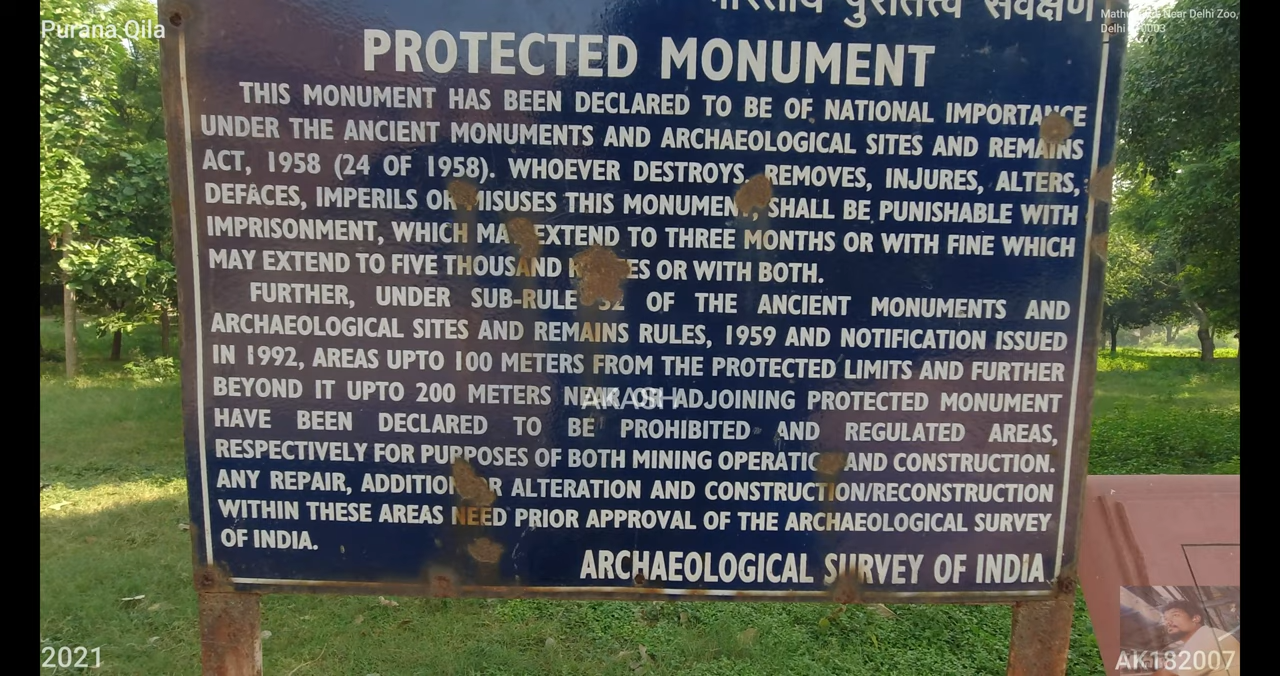 Purana Qila
Near Delhi Zoo,
Delhi
भारतीय पुरातत्व सर्वेक्षण
PROTECTED MONUMENT
THIS MONUMENT HAS BEEN DECLARED TO BE OF NATIONAL IMPORTANCE
UNDER THE ANCIENT MONUMENTS AND ARCHAEOLOGICAL SITES AND REMAINS
ACT, 1958 (24 OF 1958). WHOEVER DESTROYS, REMOVES, INJURES, ALTERS,
DEFACES, IMPERILS OR MISUSES THIS MONUMENT, SHALL BE PUNISHABLE WITH
IMPRISONMENT, WHICH MAY EXTEND TO THREE MONTHS OR WITH FINE WHICH
MAY EXTEND TO FIVE THOUSAND OR WITH BOTH.
FURTHER, UNDER SUB-RULE 32 OF THE ANCIENT MONUMENTS AND
ARCHAEOLOGICAL SITES AND REMAINS RULES, 1959 AND NOTIFICATION ISSUED
IN 1992, AREAS UPTO 100 METERS FROM THE PROTECTED LIMITS AND FURTHER
BEYOND IT UPTO 200 METERS NEAR OR ADJOINING PROTECTED MONUMENT
AKASH
HAVE BEEN DECLARED TO BE PROHIBITED AND REGULATED AREAS,
RESPECTIVELY FOR PURPOSES OF BOTH MINING OPERATION AND CONSTRUCTION.
ANY REPAIR, ADDITION OR ALTERATION AND CONSTRUCTION/RECONSTRUCTION
WITHIN THESE AREAS NEED PRIOR APPROVAL OF THE ARCHAEOLOGICAL SURVEY
OF INDIA.
ARCHAEOLOGICAL SURVEY OF INDIA
2021
AK182007